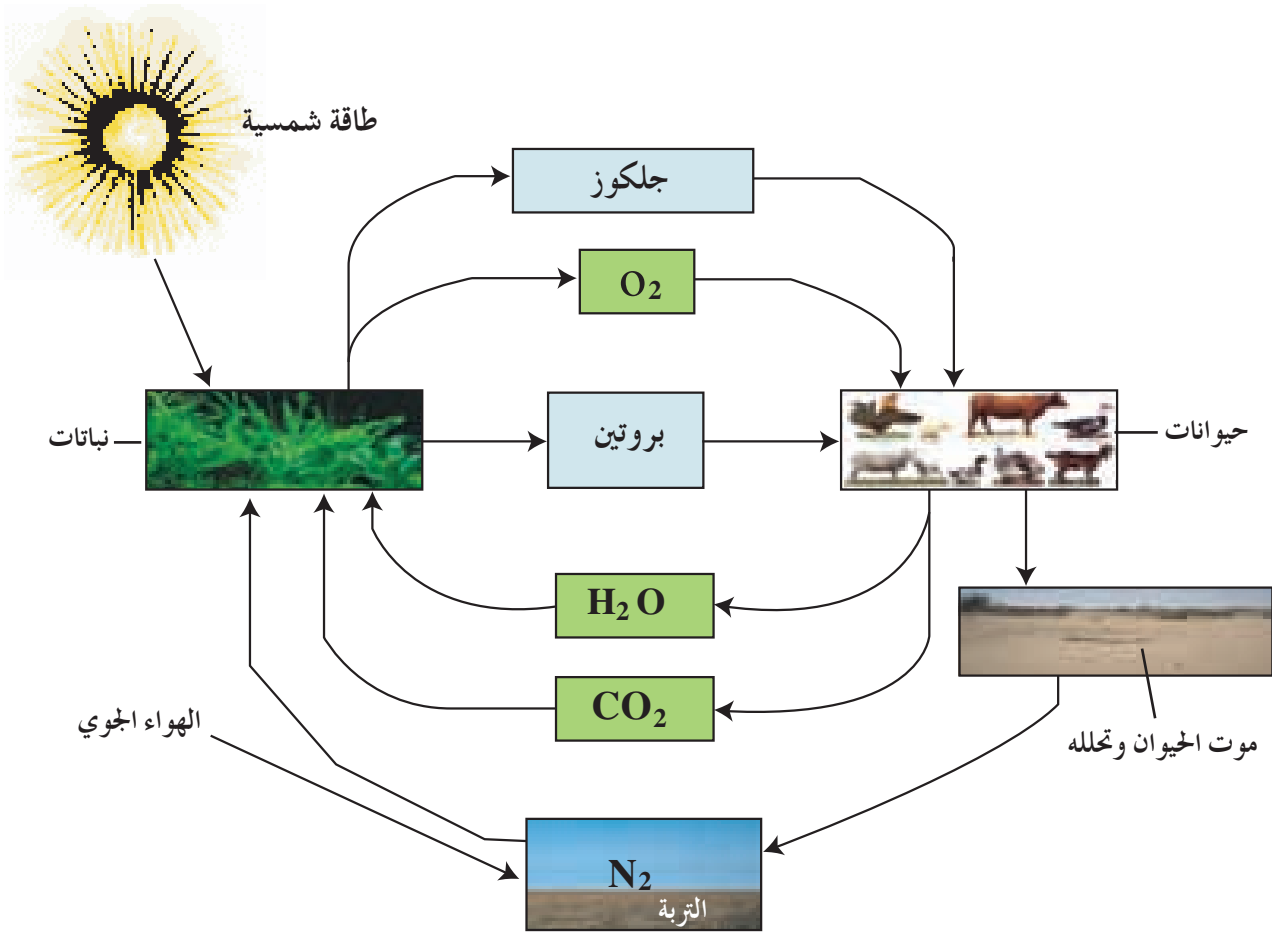 طاقة شمسية
جلكوز
O2
نباتات
بروتين
حيوانات
H2 O
CO2
الهواء الجوي
موت الحيوان وتحلله
N2
التربة